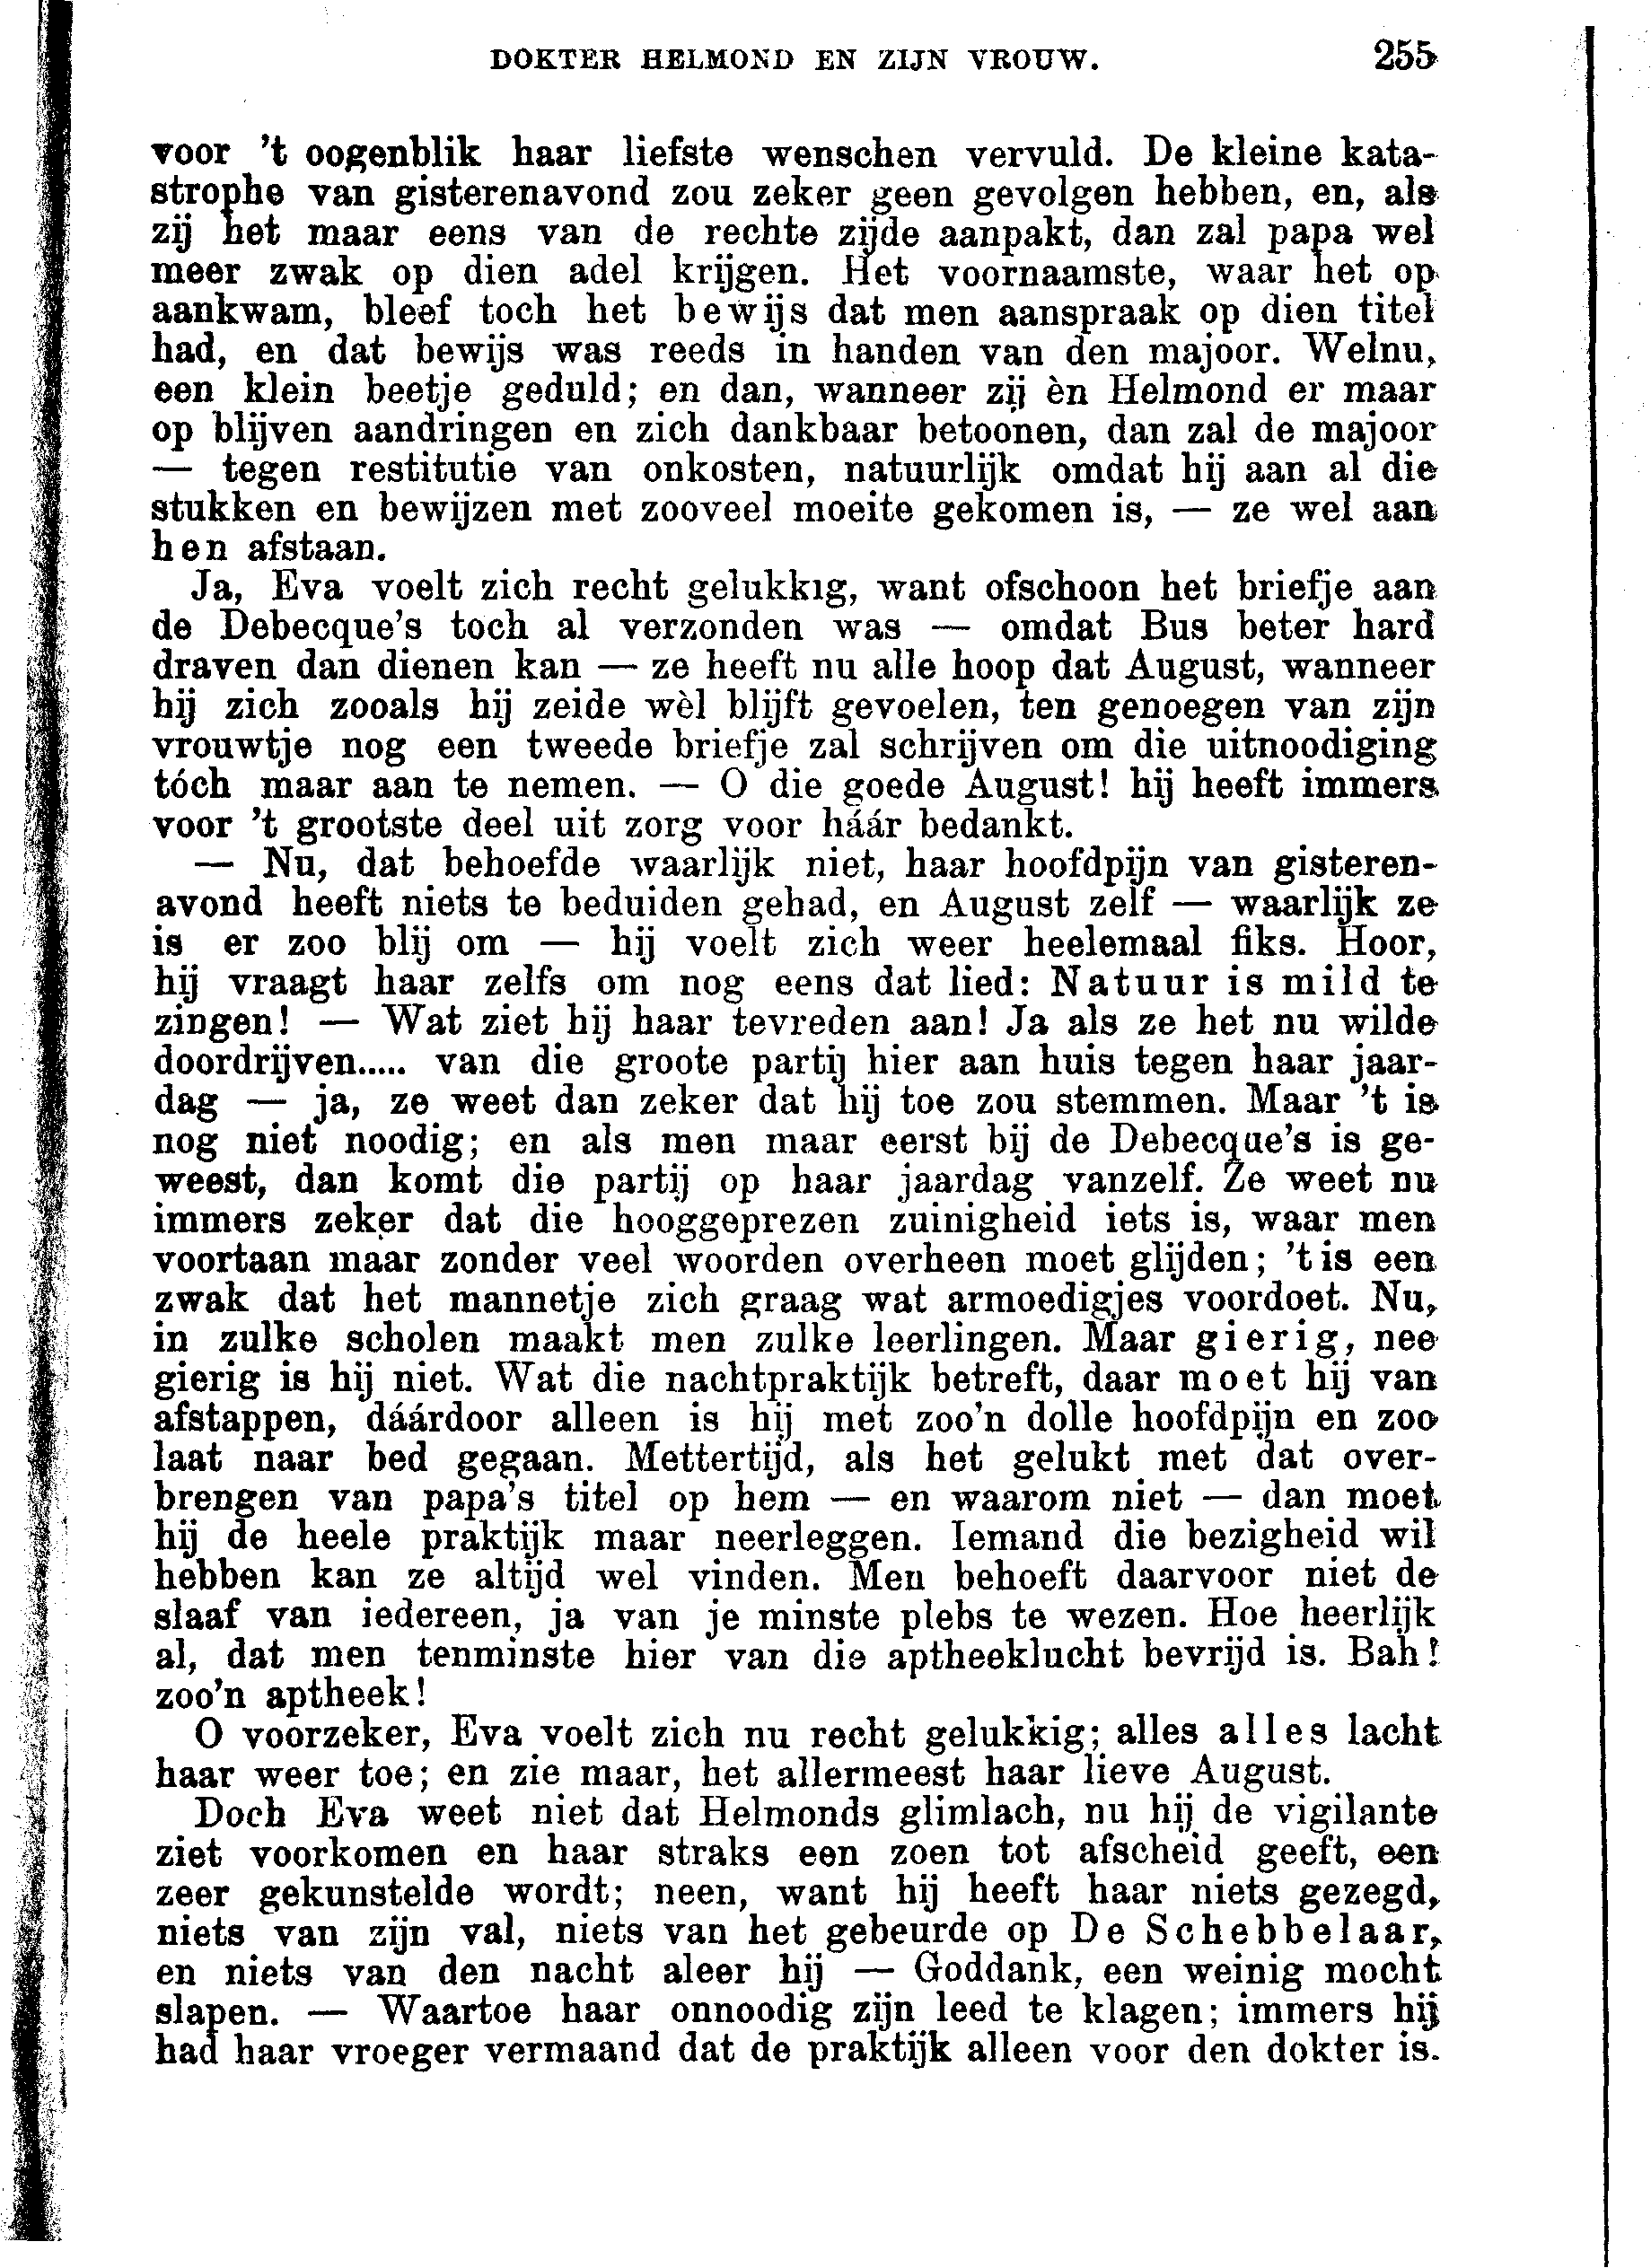 DOKTER HELMOND EN ZIJN VROUW. 255
voor 't oogenblik haar liefste wenschen vervuld. De kleine kata-
strophe van gisterenavond zou zeker geen gevolgen hebben, en, als
zij het maar eens van de rechte zijde aanpakt, dan zal papa wel
meer zwak op dien adel krijgen. Het voornaamste, waar het op
aankwam, bleef toch het bewijs dat men aanspraak op dien titel
had, en dat bewijs was reeds in handen van den majoor. Welnu,
een klein beetje geduld; en dan, wanneer zij èn Helmond er maar
op blijven aandringen en zich dankbaar betoonen, dan zal de majoor
— tegen restitutie van onkosten, natuurlijk omdat hij aan al die
stukken en bewijzen met zooveel moeite gekomen is, — ze wel aan
hen afstaan.
Ja, Eva voelt zich recht gelukkig, want ofschoon het briefje aan
de Debecque's toch al verzonden was — omdat Bus beter hard
draven dan dienen kan — ze heeft nu alle hoop dat August, wanneer
hij zich zooals hij zeide wèl blijft gevoelen, ten genoegen van zijn
vrouwtje nog een tweede briefje zal schrijven om die uitnoodiging
tóch maar aan te nemen. — O die goede August! hij heeft immers
voor 't grootste deel uit zorg voor háár bedankt.
— Nu, dat behoefde waarlijk niet, haar hoofdpijn van gisteren-
avond heeft niets te beduiden gehad, en August zelf — waarlijk ze
is er zoo blij om — hij voelt zich weer heelemaal fiks. Hoor,
hij vraagt haar zelfs om nog eens dat lied: Natuur is mild te
zingen! — Wat ziet hij haar tevreden aan! Ja als ze het nu wilde
doordrijven..... van die groote partij hier aan huis tegen haar jaar-
dag — ja, ze weet dan zeker dat hij toe zou stemmen. Maar 't is
nog niet noodig; en als men maar eerst bij de Debecque's is ge-
weest, dan komt die partij op haar jaardag vanzelf. Ze weet nu
immers zeker dat die hooggeprezen zuinigheid iets is, waar men
voortaan maar zonder veel woorden overheen moet glijden; 't is een
zwak dat het mannetje zich graag wat armoedigjes voordoet. Nu,
in zulke scholen maakt men zulke leerlingen. Maar gierig, nee
gierig is hij niet. Wat die nachtpraktijk betreft, daar moet hij van
afstappen, dáárdoor alleen is hij met zoo'n dolle hoofdpijn en zoo
laat naar bed gegaan. Mettertijd, als het gelukt met dat over-
brengen van papa's titel op hem — en waarom niet — dan moet
hij de heele praktijk maar neerleggen. Iemand die bezigheid wil
hebben kan ze altijd wel vinden. Men behoeft daarvoor niet de
slaaf van iedereen, ja van je minste plebs te wezen. Hoe heerlijk
al, dat men tenminste hier van die aptheeklucht bevrijd is. Bah!
zoo'n aptheek!
O voorzeker, Eva voelt zich nu recht gelukkig; alles alles lacht
haar weer toe; en zie maar, het allermeest haar lieve August.
Doch Eva weet niet dat Helmonds glimlach, nu hij de vigilante
ziet voorkomen en haar straks een zoen tot afscheid geeft, een
zeer gekunstelde wordt; neen, want hij heeft haar niets gezegd,
niets van zijn val, niets van het gebeurde op De Schebbelaar,
en niets van den nacht aleer hij — Goddank, een weinig mocht
slapen. — Waartoe haar onnoodig zijn leed te klagen; immers hij
had haar vroeger vermaand dat de praktijk alleen voor den dokter is.